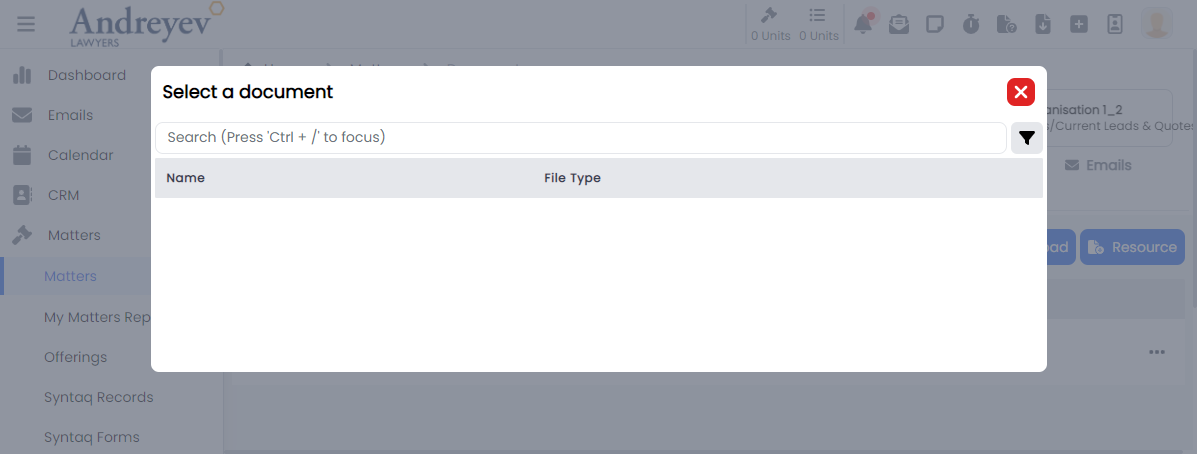 Andreyev
LAWYERS
0 Units 0 Units
Dashboard
Emails
Calendar
CRM
Matters
Matters
My Matters Rep
Offerings
Syntaq Records
Syntaq Forms
Select a document
Search (Press 'Ctrl + /' to focus)
Name File Type
anisation 1_2
s/Current Leads & Quotes
Emails
oad Resource